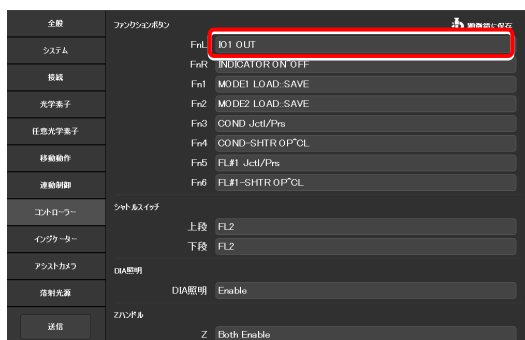 全般
システム
接続
光学素子
任意光学素子
移動動作
連動制御
コントローラー
インジケーター
アシストカメラ
落射光源
送信
ファンクションボタン
顕微鏡に保存
FnL IO1 OUT
FnR INDICATOR ON^OFF
Fn1 MODE1 LOAD::SAVE
Fn2 MODE2 LOAD::SAVE
Fn3 COND Jctl/Prs
Fn4 COND-SHTR OP^CL
Fn5 FL#1 Jctl/Prs
Fn6 FL#1-SHTR OP^CL
シャトルスイッチ
上段 FL2
下段 FL2
DIA照明
DIA照明 Enable
Zハンドル
Z Both Enable